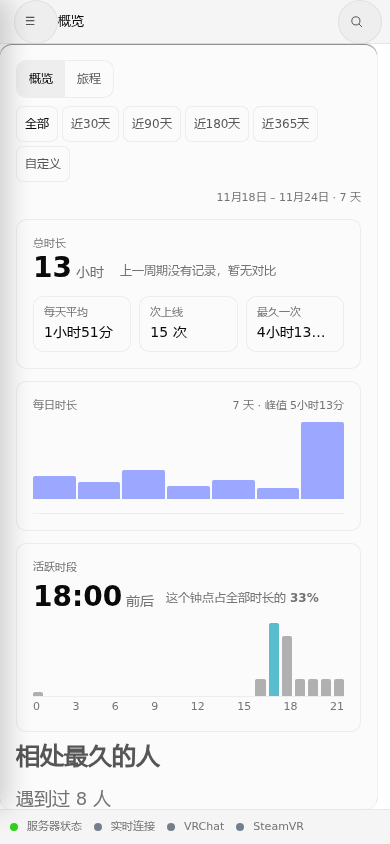 ☰ 概览
概览 旅程
全部 近30天 近90天 近180天 近365天
自定义
11月18日 – 11月24日 · 7 天
总时长
13 小时 上一周期没有记录，暂无对比
每天平均 次上线 最久一次
1小时51分 15 次 4小时13...
每日时长 7 天 · 峰值 5小时13分
活跃时段
18:00 前后 这个钟点占全部时长的 33%
0 3 6 9 12 15 18 21
相处最久的人
遇到过 8 人
服务器状态 实时连接 VRChat SteamVR